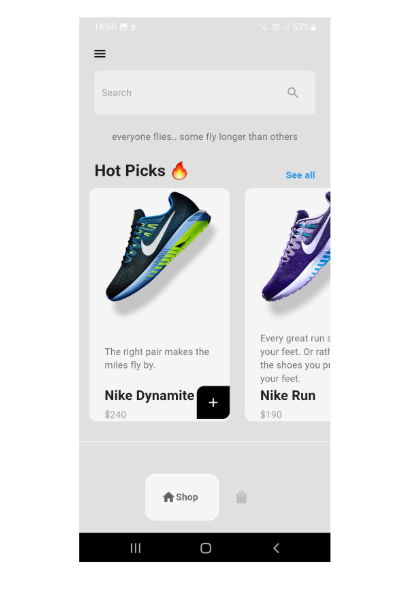 19:50 53%
Search
everyone flies.. some fly longer than others
Hot Picks 🔥
See all
The right pair makes the
miles fly by.
Nike Dynamite
$240
+
Every great run s
your feet. Or rath
the shoes you pu
your feet.
Nike Run
$190
Shop